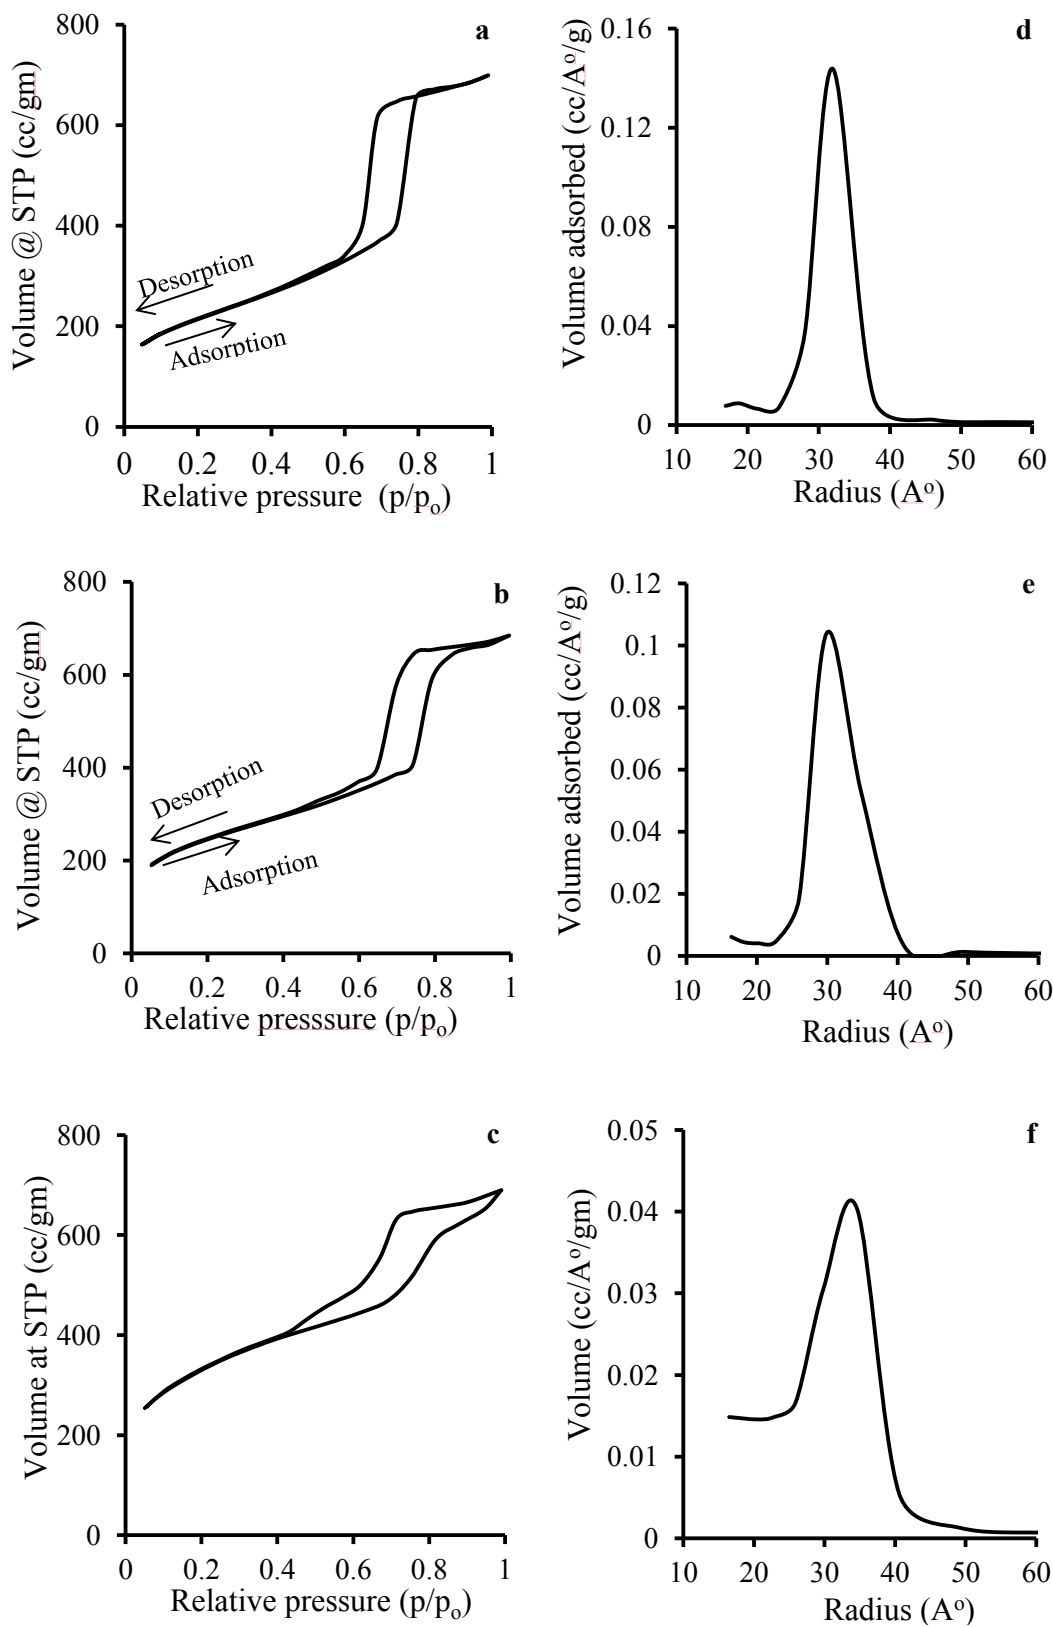 a
Volume @ STP (cc/gm)
800
600
400
200
0
Desorption
Adsorption
0 0.2 0.4 0.6 0.8 1
Relative pressure (p/pₒ)
d
Volume adsorbed (cc/Aᵒ/g)
0.16
0.12
0.08
0.04
0
10 20 30 40 50 60
Radius (Aᵒ)
b
Volume @ STP (cc/gm)
800
600
400
200
0
Desorption
Adsorption
0 0.2 0.4 0.6 0.8 1
Relative presssure (p/pₒ)
e
Volume adsorbed (cc/Aᵒ/g)
0.12
0.1
0.08
0.06
0.04
0.02
0
10 20 30 40 50 60
Radius (Aᵒ)
c
Volume at STP (cc/gm)
800
600
400
200
0
0 0.2 0.4 0.6 0.8 1
Relative pressure (p/pₒ)
f
Volume (cc/Aᵒ/gm)
0.05
0.04
0.03
0.02
0.01
0
10 20 30 40 50 60
Radius (Aᵒ)